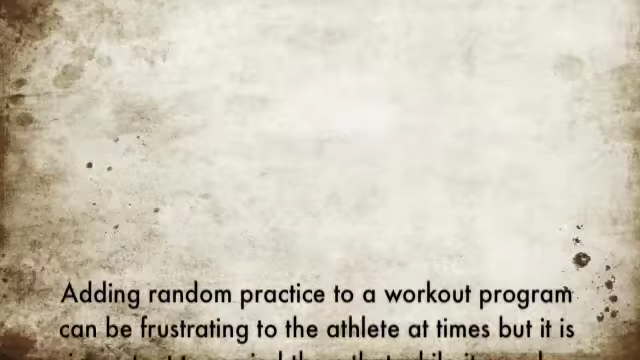 Adding random practice to a workout program
can be frustrating to the athlete at times but it is